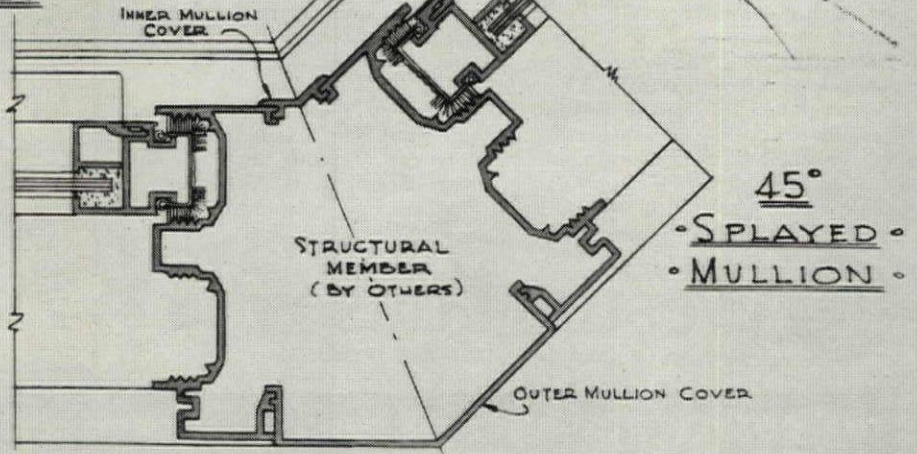 INNER MULLION
COVER
STRUCTURAL
MEMBER
(BY OTHERS)
45°
• SPLAYED •
• MULLION •
OUTER MULLION COVER